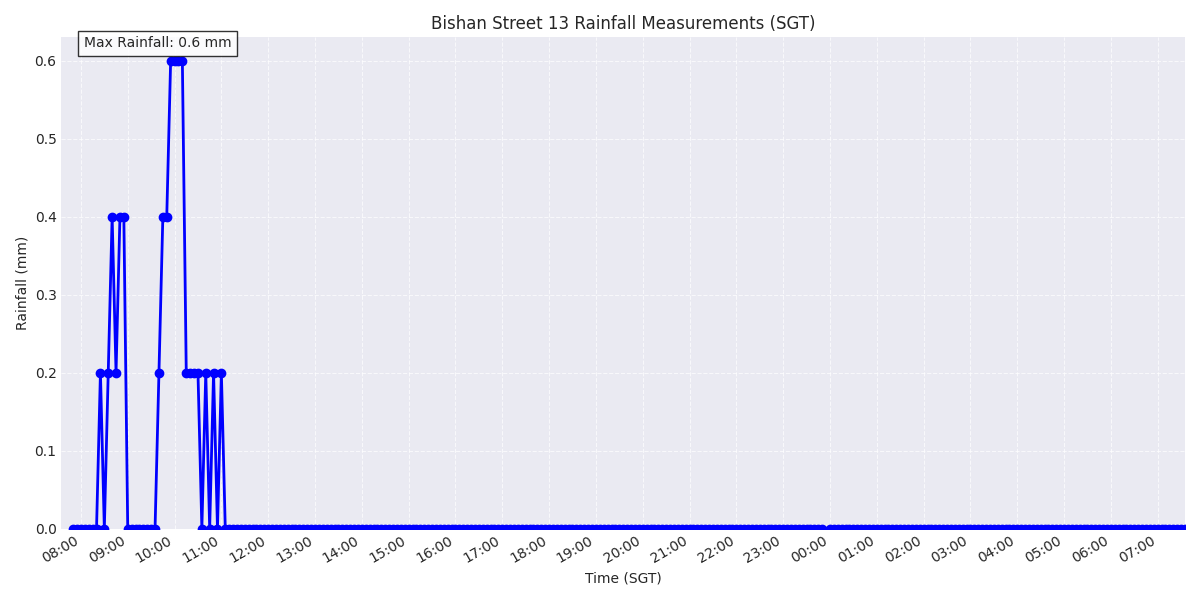 Bishan Street 13 Rainfall Measurements (SGT)
Max Rainfall: 0.6 mm
Rainfall (mm)
0.6
0.5
0.4
0.3
0.2
0.1
0.0
08:00 09:00 10:00 11:00 12:00 13:00 14:00 15:00 16:00 17:00 18:00 19:00 20:00 21:00 22:00 23:00 00:00 01:00 02:00 03:00 04:00 05:00 06:00 07:00
Time (SGT)